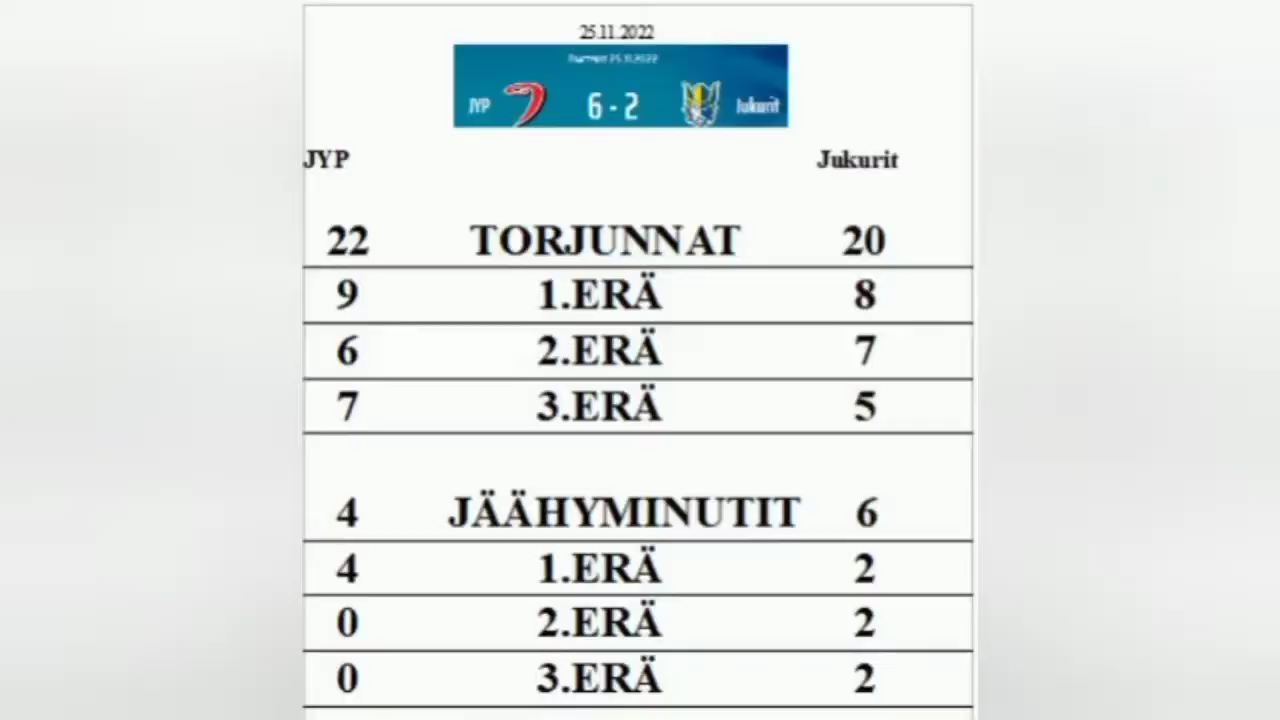 25.11.2022
JYP 6 - 2 Jukurit
JYP Jukurit
22 TORJUNNAT 20
9 1.ERÄ 8
6 2.ERÄ 7
7 3.ERÄ 5
4 JÄÄHYMINUTIT 6
4 1.ERÄ 2
0 2.ERÄ 2
0 3.ERÄ 2